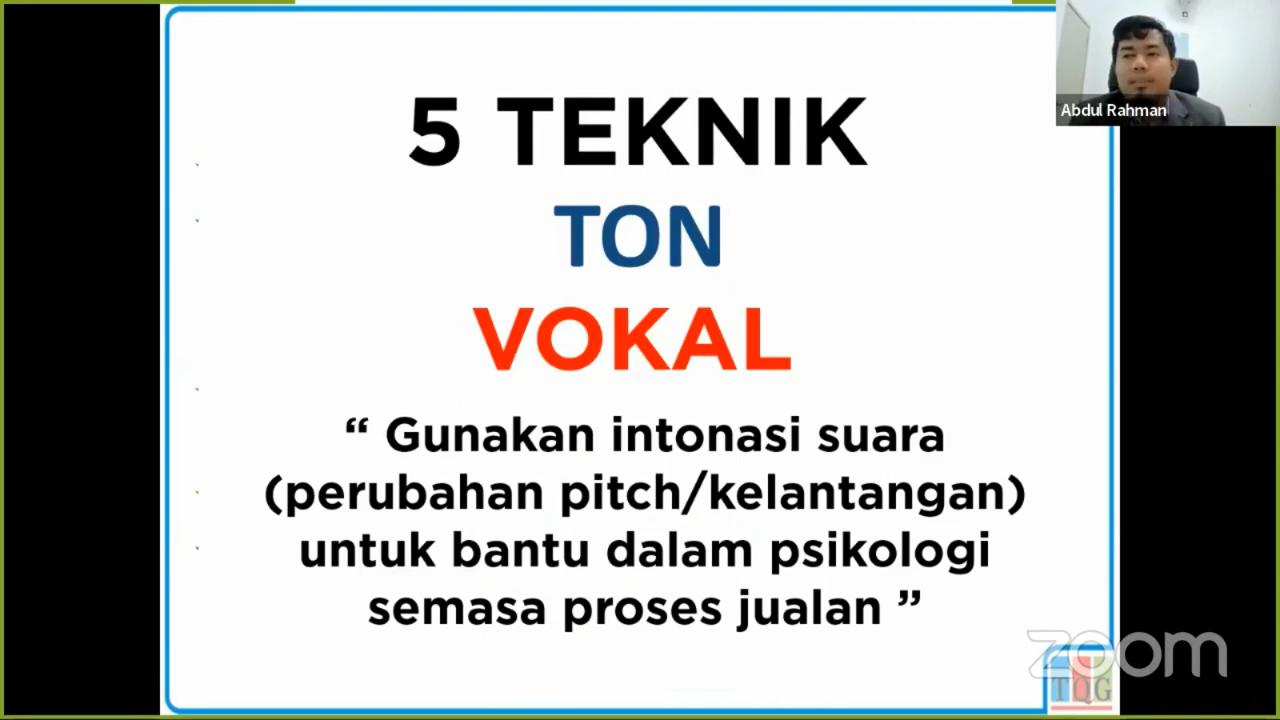 5 TEKNIK
TON
VOKAL
“ Gunakan intonasi suara
(perubahan pitch/kelantangan)
untuk bantu dalam psikologi
semasa proses jualan ”
Abdul Rahman
zoom
TQG